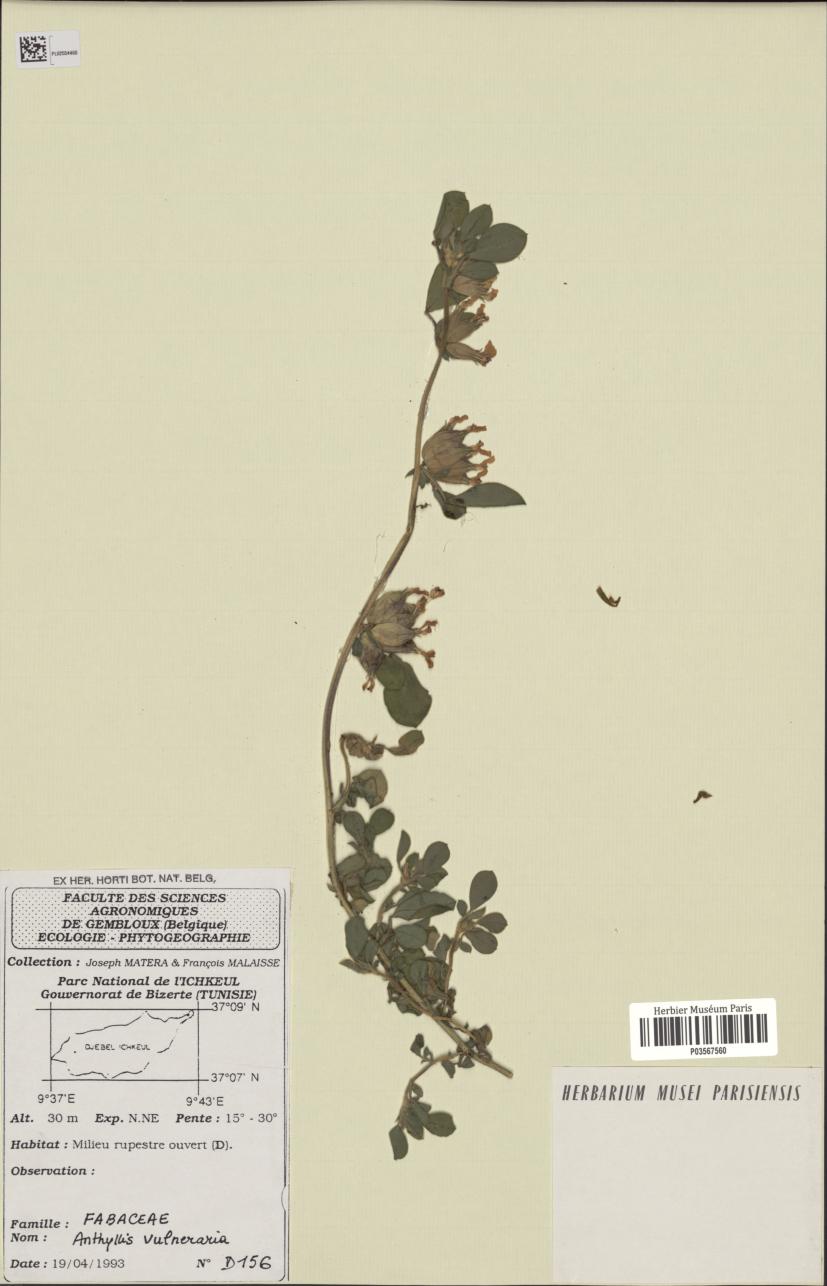 EX HER. HORTI BOT. NAT. BELG.
FACULTE DES SCIENCES
AGRONOMIQUES
DE GEMBLOUX (Belgique)
ECOLOGIE - PHYTOGEOGRAPHIE
Collection : Joseph MATERA & François MALAISSE
Parc National de l'ICHKEUL
Gouvernorat de Bizerte (TUNISIE)
37°09' N
DJEBEL ICHKEUL
37°07' N
9°37'E 9°43'E
Alt. 30 m Exp. N.NE Pente : 15° - 30°
Habitat : Milieu rupestre ouvert (D).
Observation :
Famille : FABACEAE
Nom : Anthyllis vulneraria
Date : 19/04/1993 N° D156
Herbier Muséum Paris
P03567560
HERBARIUM MUSEI PARISIENSIS